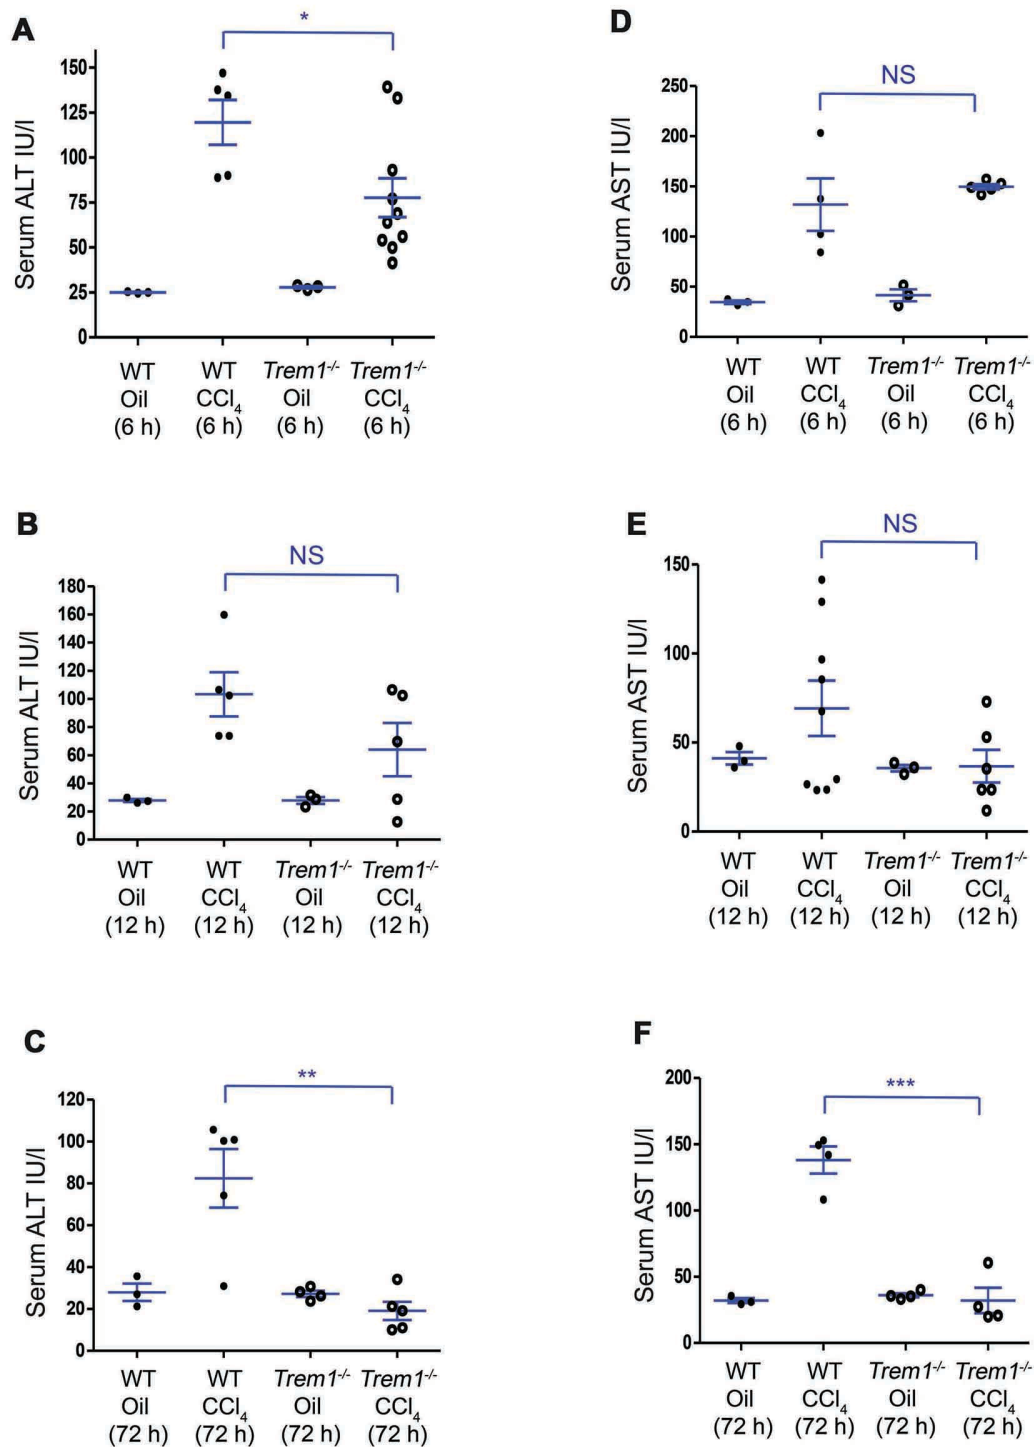 A
*
Serum ALT IU/l
150
125
100
75
50
25
0
WT Oil (6 h)
WT CCl₄ (6 h)
Trem1⁻/⁻ Oil (6 h)
Trem1⁻/⁻ CCl₄ (6 h)
D
NS
Serum AST IU/l
250
200
150
100
50
0
WT Oil (6 h)
WT CCl₄ (6 h)
Trem1⁻/⁻ Oil (6 h)
Trem1⁻/⁻ CCl₄ (6 h)
B
NS
Serum ALT IU/l
180
160
140
120
100
80
60
40
20
0
WT Oil (12 h)
WT CCl₄ (12 h)
Trem1⁻/⁻ Oil (12 h)
Trem1⁻/⁻ CCl₄ (12 h)
E
NS
Serum AST IU/l
150
100
50
0
WT Oil (12 h)
WT CCl₄ (12 h)
Trem1⁻/⁻ Oil (12 h)
Trem1⁻/⁻ CCl₄ (12 h)
C
**
Serum ALT IU/l
120
100
80
60
40
20
0
WT Oil (72 h)
WT CCl₄ (72 h)
Trem1⁻/⁻ Oil (72 h)
Trem1⁻/⁻ CCl₄ (72 h)
F
***
Serum AST IU/l
200
150
100
50
0
WT Oil (72 h)
WT CCl₄ (72 h)
Trem1⁻/⁻ Oil (72 h)
Trem1⁻/⁻ CCl₄ (72 h)